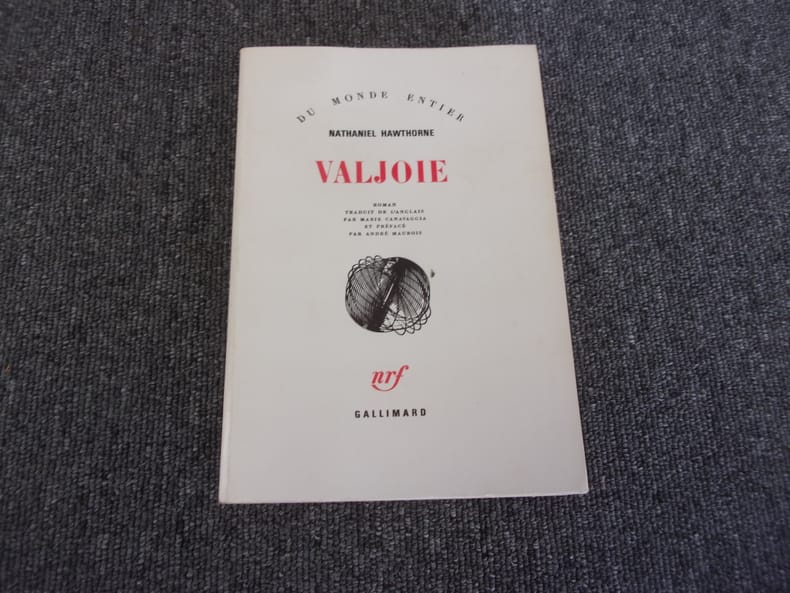 DU MONDE ENTIER
NATHANIEL HAWTHORNE
VALJOIE
ROMAN
TRADUIT DE L'ANGLAIS
PAR MARIE CANAVAGGIA
ET PRÉFACÉ
PAR ANDRÉ MAUROIS
nrf
GALLIMARD